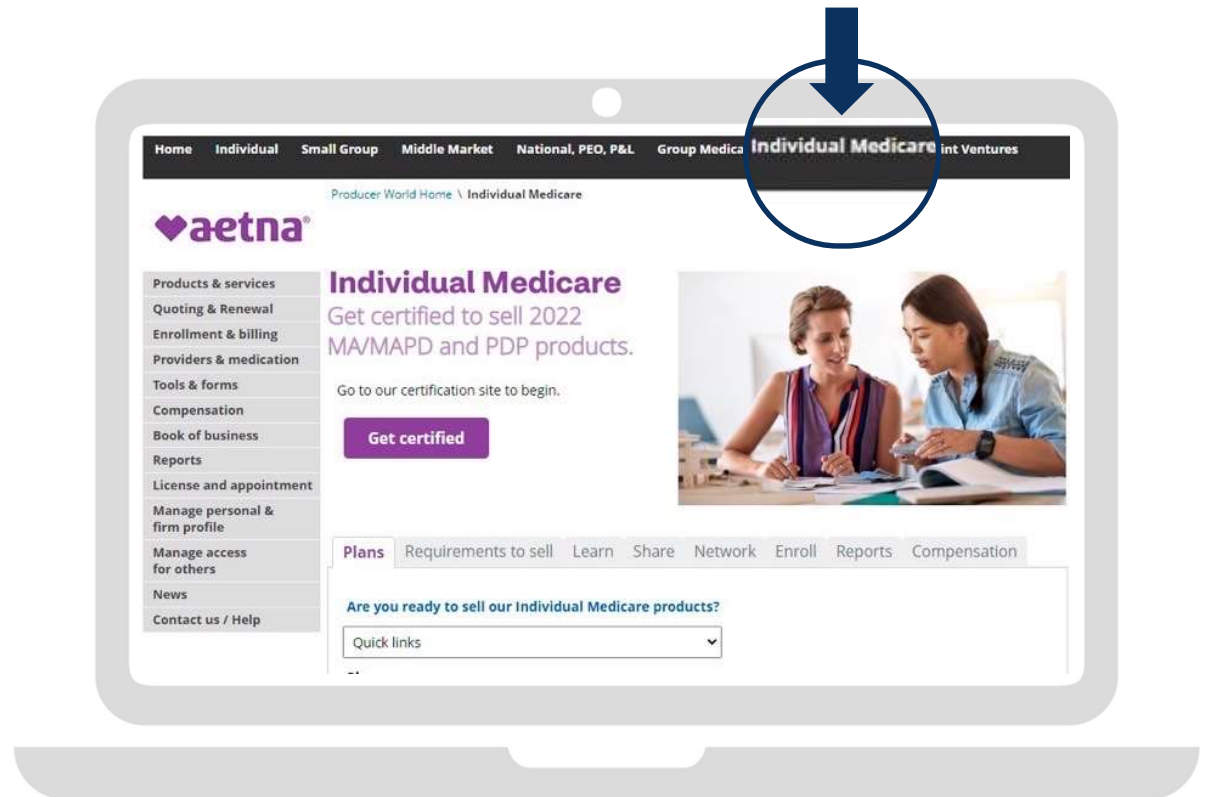 Home Individual Small Group Middle Market National, PEO, P&L Group Medica Individual Medicare int Ventures
Producer World Home \ Individual Medicare
aetna®
Products & services
Quoting & Renewal
Enrollment & billing
Providers & medication
Tools & forms
Compensation
Book of business
Reports
License and appointment
Manage personal &
firm profile
Manage access
for others
News
Contact us / Help
Individual Medicare
Get certified to sell 2022
MA/MAPD and PDP products.
Go to our certification site to begin.
Get certified
Plans Requirements to sell Learn Share Network Enroll Reports Compensation
Are you ready to sell our Individual Medicare products?
Quick links